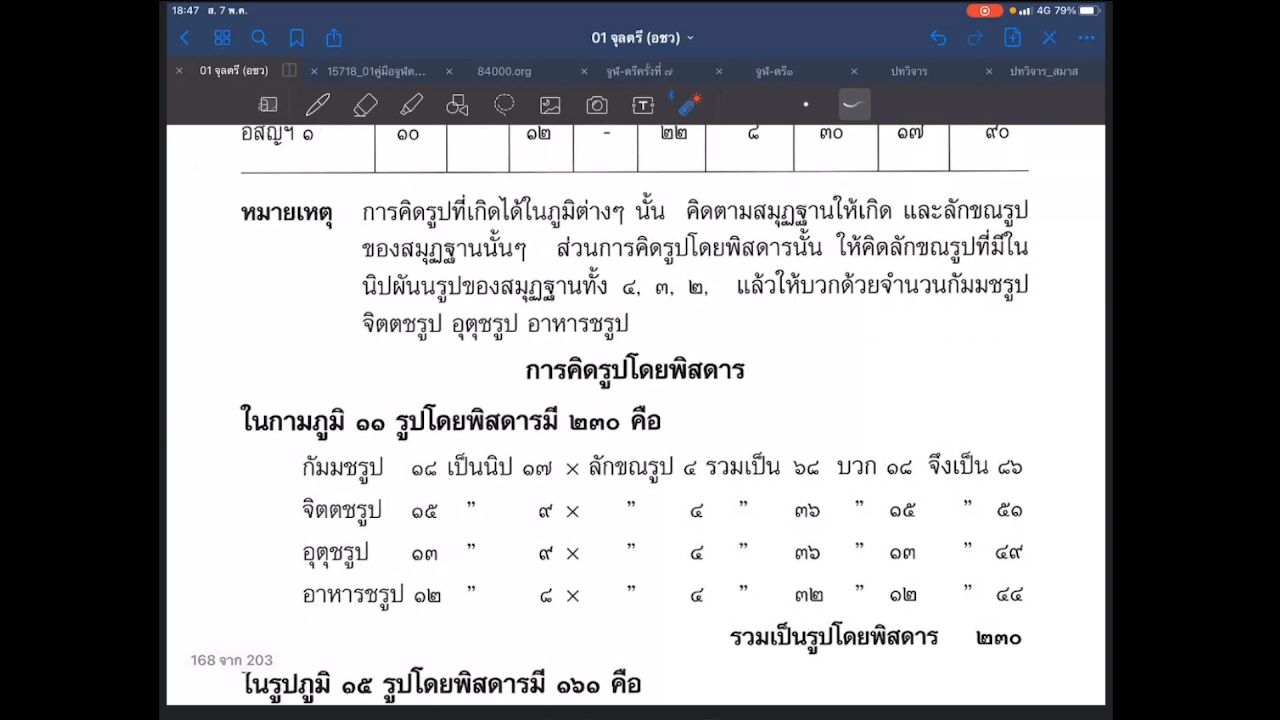 18:47 ส. 7 พ.ค.
4G 79%
01 จุลตรี (อชว)
01 จุลตรี (อชว) 15718_01คู่มือจูฬต... 84000.org จูฬ-ตรีครั้งที่ ๗ จูฬ-ตรี๑ ปทวิจาร ปทวิจาร_สมาส
อสัญฯ ๑ ๑๐ ๑๒ - ๒๒ ๘ ๓๐ ๑๗ ๙๐
หมายเหตุ การคิดรูปที่เกิดได้ในภูมิต่างๆ นั้น คิดตามสมุฏฐานให้เกิด และลักขณรูป
ของสมุฏฐานนั้นๆ ส่วนการคิดรูปโดยพิสดารนั้น ให้คิดลักขณรูปที่มีใน
นิปผันนรูปของสมุฏฐานทั้ง ๔, ๓, ๒, แล้วให้บวกด้วยจำนวนกัมมชรูป
จิตตชรูป อุตุชรูป อาหารชรูป
การคิดรูปโดยพิสดาร
ในกามภูมิ ๑๑ รูปโดยพิสดารมี ๒๓๐ คือ
กัมมชรูป ๑๘ เป็นนิป ๑๗ × ลักขณรูป ๔ รวมเป็น ๖๘ บวก ๑๘ จึงเป็น ๘๖
จิตตชรูป ๑๕ ” ๙ × ” ๔ ” ๓๖ ” ๑๕ ” ๕๑
อุตุชรูป ๑๓ ” ๙ × ” ๔ ” ๓๖ ” ๑๓ ” ๔๙
อาหารชรูป ๑๒ ” ๘ × ” ๔ ” ๓๒ ” ๑๒ ” ๔๔
รวมเป็นรูปโดยพิสดาร ๒๓๐
168 จาก 203
ในรูปภูมิ ๑๕ รูปโดยพิสดารมี ๑๖๑ คือ